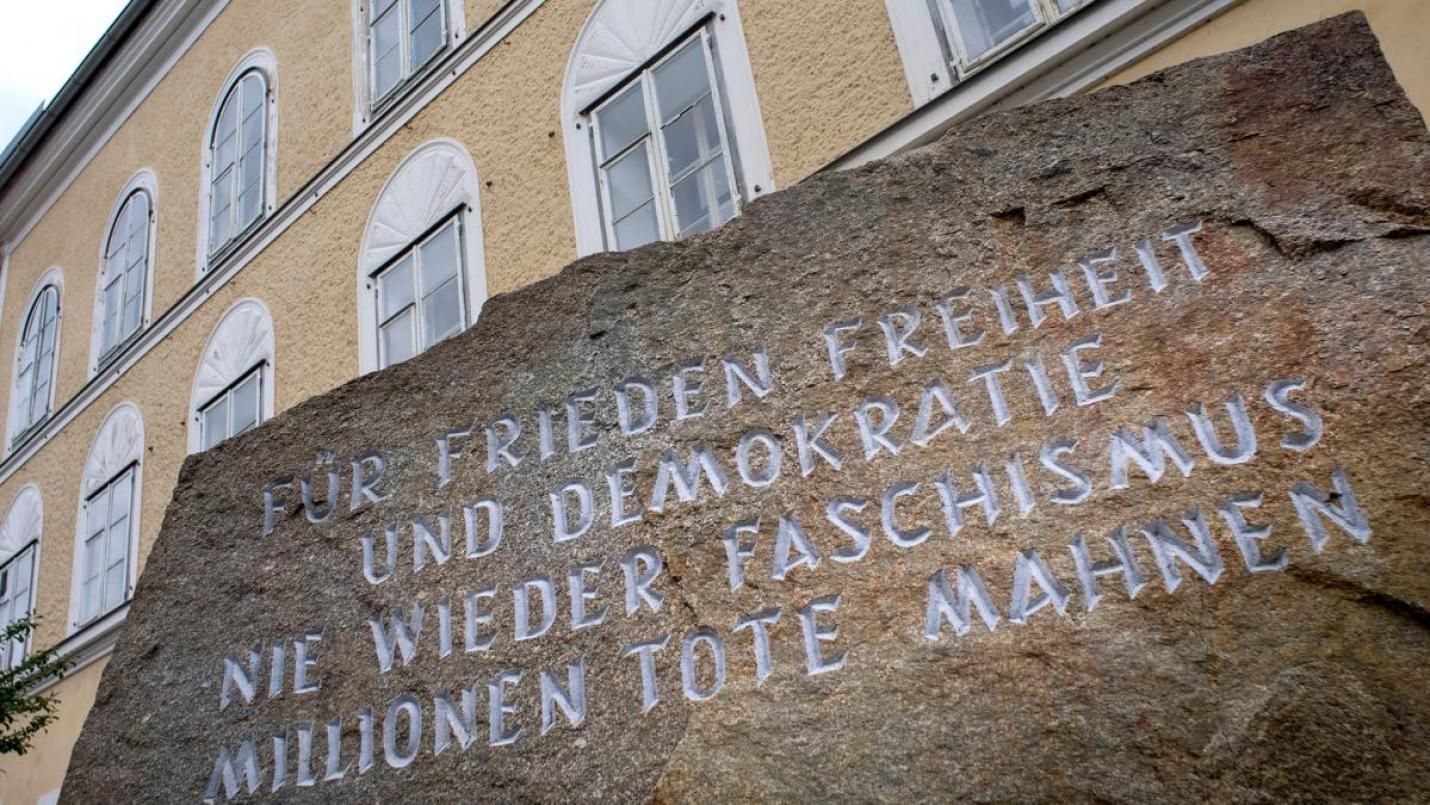 FÜR FRIEDEN FREIHEIT
UND DEMOKRATIE
NIE WIEDER FASCHISMUS
MILLIONEN TOTE MAHNEN